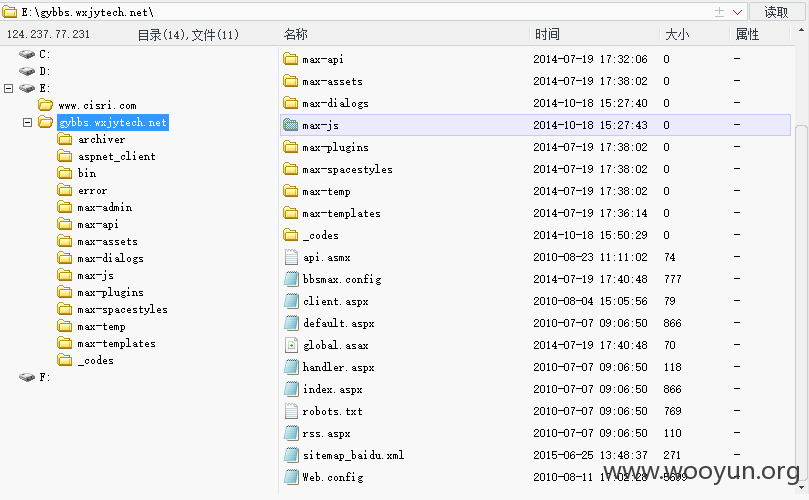 E:\gybbs.wxjytech.net\ 读取
124.237.77.231 目录(14),文件(11) 名称 时间 大小 属性
C:
D:
E:
www.cisri.com
gybbs.wxjytech.net
archiver
aspnet_client
bin
error
max-admin
max-api
max-assets
max-dialogs
max-js
max-plugins
max-spacestyles
max-temp
max-templates
_codes
F:
max-api 2014-07-19 17:32:06 0 -
max-assets 2014-07-19 17:38:02 0 -
max-dialogs 2014-10-18 15:27:40 0 -
max-js 2014-10-18 15:27:43 0 -
max-plugins 2014-07-19 17:38:02 0 -
max-spacestyles 2014-07-19 17:38:02 0 -
max-temp 2014-07-19 17:38:02 0 -
max-templates 2014-07-19 17:36:14 0 -
_codes 2014-10-18 15:50:29 0 -
api.asmx 2010-08-23 11:11:02 74 -
bbsmax.config 2014-07-19 17:40:48 777 -
client.aspx 2010-08-04 15:05:56 79 -
default.aspx 2010-07-07 09:06:50 866 -
global.asax 2014-07-19 17:40:48 70 -
handler.aspx 2010-07-07 09:06:50 118 -
index.aspx 2010-07-07 09:06:50 866 -
robots.txt 2010-07-07 09:06:50 769 -
rss.aspx 2010-07-07 09:06:50 110 -
sitemap_baidu.xml 2015-06-25 13:48:37 271 -
Web.config 2010-08-11 -
www.wooyun.org